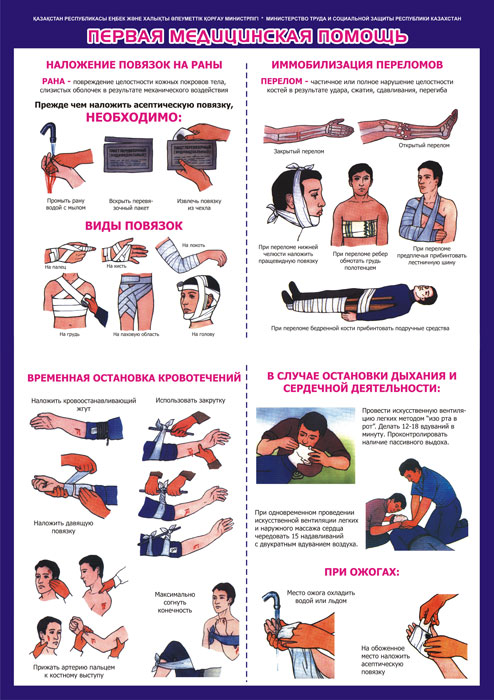 ҚАЗАҚСТАН РЕСПУБЛИКАСЫ ЕҢБЕК ЖӘНЕ ХАЛЫҚТЫ ӘЛЕУМЕТТІК ҚОРҒАУ МИНИСТРЛІГІ * МИНИСТЕРСТВО ТРУДА И СОЦИАЛЬНОЙ ЗАЩИТЫ РЕСПУБЛИКИ КАЗАХСТАН
ПЕРВАЯ МЕДИЦИНСКАЯ ПОМОЩЬ
НАЛОЖЕНИЕ ПОВЯЗОК НА РАНЫ
РАНА - повреждение целостности кожных покровов тела,
слизистых оболочек в результате механического воздействия
Прежде чем наложить асептическую повязку,
НЕОБХОДИМО:
Промыть рану
водой с мылом
Вскрыть перевя-
зочный пакет
Извлечь повязку
из чехла
ВИДЫ ПОВЯЗОК
На палец
На кисть
На локоть
На грудь
На паховую область
На голову
ИММОБИЛИЗАЦИЯ ПЕРЕЛОМОВ
ПЕРЕЛОМ - частичное или полное нарушение целостности
костей в результате удара, сжатия, сдавливания, перегиба
Закрытый перелом
Открытый перелом
При переломе нижней
челости наложить
пращевидную повязку
При переломе ребер
обмотать грудь
полотенцем
При переломе
предплечья прибинтовать
лестничную шину
При переломе бедренной кости прибинтовать подручные средства
ВРЕМЕННАЯ ОСТАНОВКА КРОВОТЕЧЕНИЙ
Наложить кровоостанавливающий
жгут
Использовать закрутку
Наложить давящую
повязку
Максимально
согнуть
конечность
Прижать артерию пальцем
к костному выступу
В СЛУЧАЕ ОСТАНОВКИ ДЫХАНИЯ И
СЕРДЕЧНОЙ ДЕЯТЕЛЬНОСТИ:
Провести искусственную вентиля-
цию легких методом "изо рта в
рот". Делать 12-18 вдуваний в
минуту. Проконтролировать
наличие пассивного выдоха.
При одновременном проведении
искусственной вентиляции легких
и наружного массажа сердца
чередовать 15 надавливаний
с двухратным вдуванием воздуха.
ПРИ ОЖОГАХ:
Место ожога охладить
водой или льдом
На обоженное
место наложить
асептическую
повязку